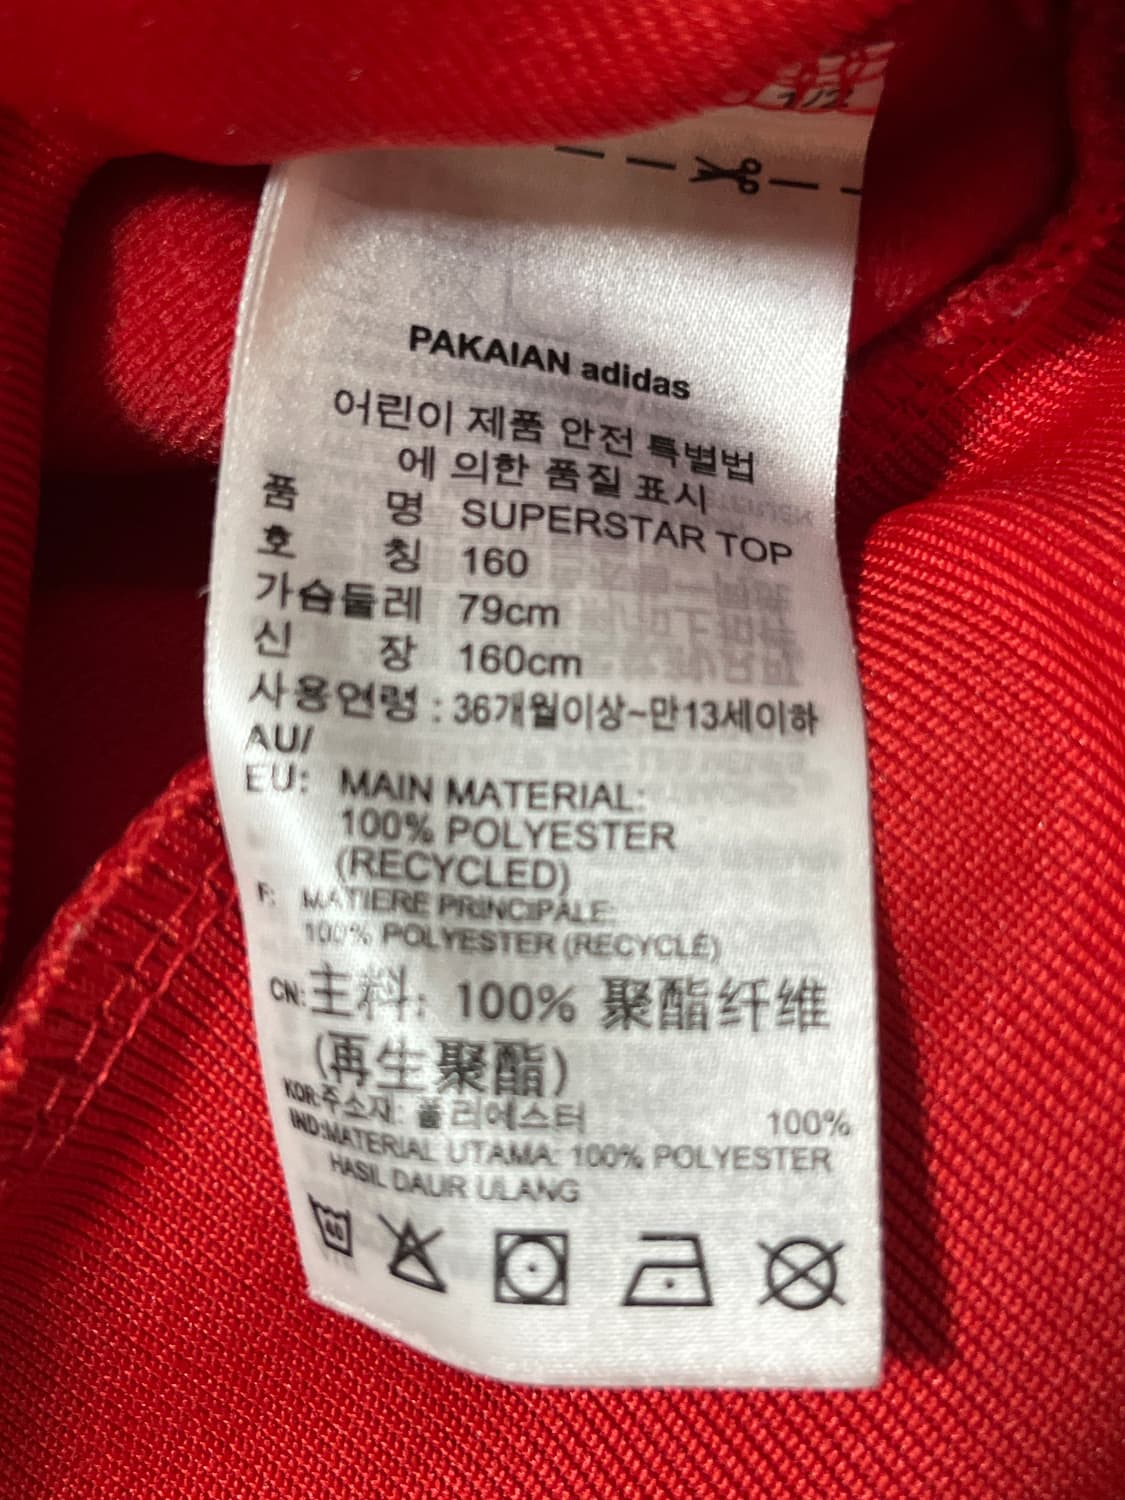 1/2
PAKAIAN adidas
어린이 제품 안전 특별법
에 의한 품질 표시
품 명 SUPERSTAR TOP
호 칭 160
가슴둘레 79cm
신 장 160cm
사용연령 : 36개월이상~만13세이하
AU/
EU: MAIN MATERIAL:
100% POLYESTER
(RECYCLED)
F: MATIERE PRINCIPALE:
100% POLYESTER (RECYCLÉ)
CN:主料: 100% 聚酯纤维
(再生聚酯)
KOR:주소재: 폴리에스터 100%
IND:MATERIAL UTAMA: 100% POLYESTER
HASIL DAUR ULANG
40